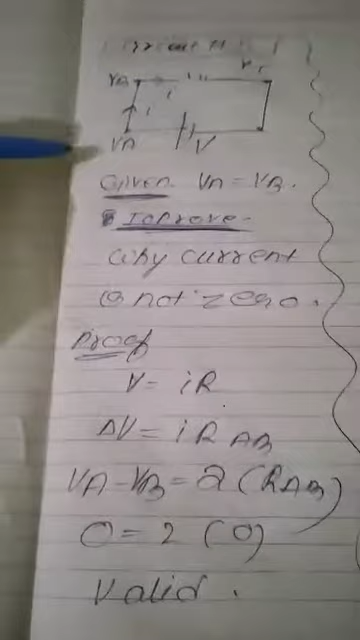 VB
i
i
VA
V
Given VA = VB.
To Prove -
Why current
is not zero.
Proof
V = iR
ΔV = i R AB
VA - VB = 2 (RAB)
0 = 2 (0)
Valid.